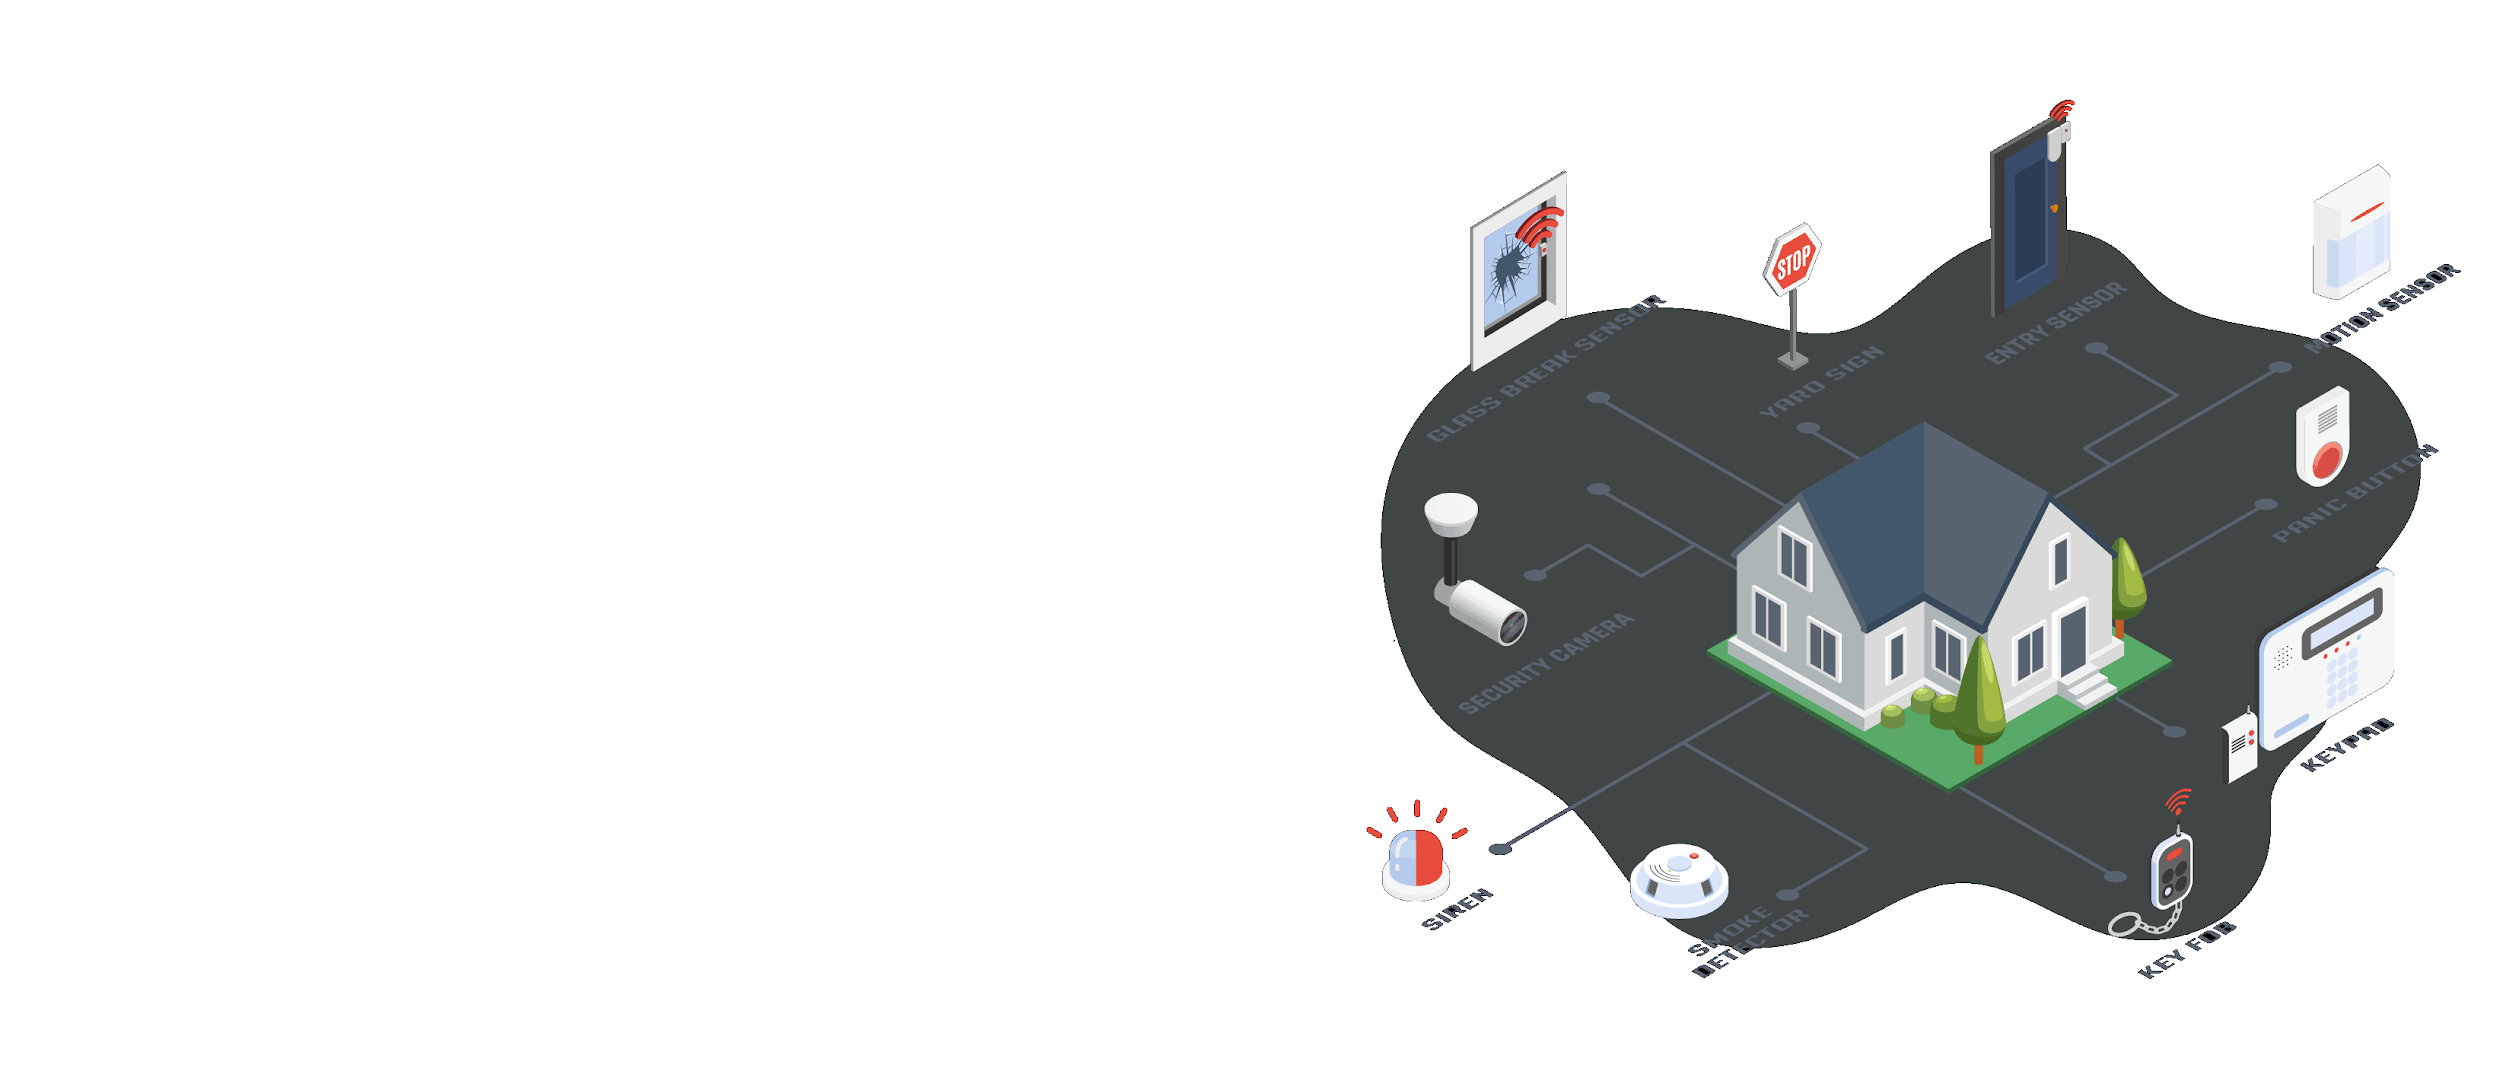 STOP
ENTRY SENSOR
MOTION SENSOR
GLASS BREAK SENSOR
YARD SIGN
PANIC BUTTON
SECURITY CAMERA
KEYPAD
SIREN
SMOKE
DETECTOR
KEY FOB